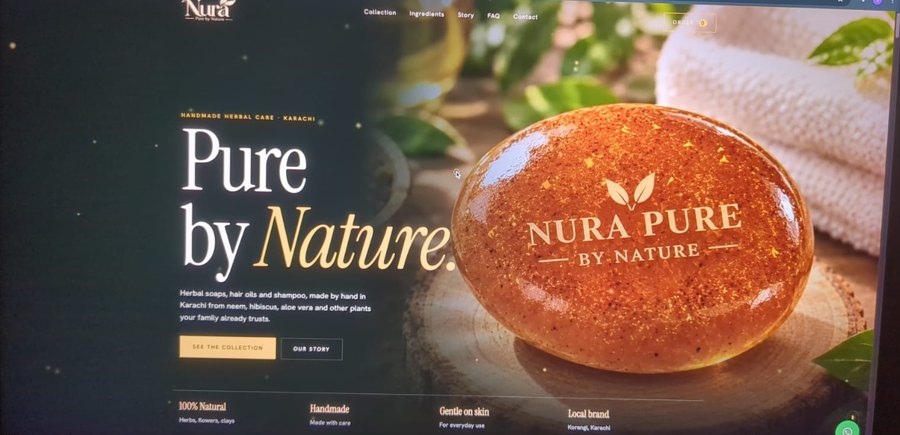 Nura
Pure by Nature
Collection Ingredients Story FAQ Contact
HANDMADE HERBAL CARE · KARACHI
Pure
by Nature.
Herbal soaps, hair oils and shampoo, made by hand in
Karachi from neem, hibiscus, aloe vera and other plants
your family already trusts.
SEE THE COLLECTION
OUR STORY
NURA PURE
BY NATURE
100% Natural
Herbs, flowers, clays
Handmade
Made with care
Gentle on skin
For everyday use
Local brand
Korangi, Karachi